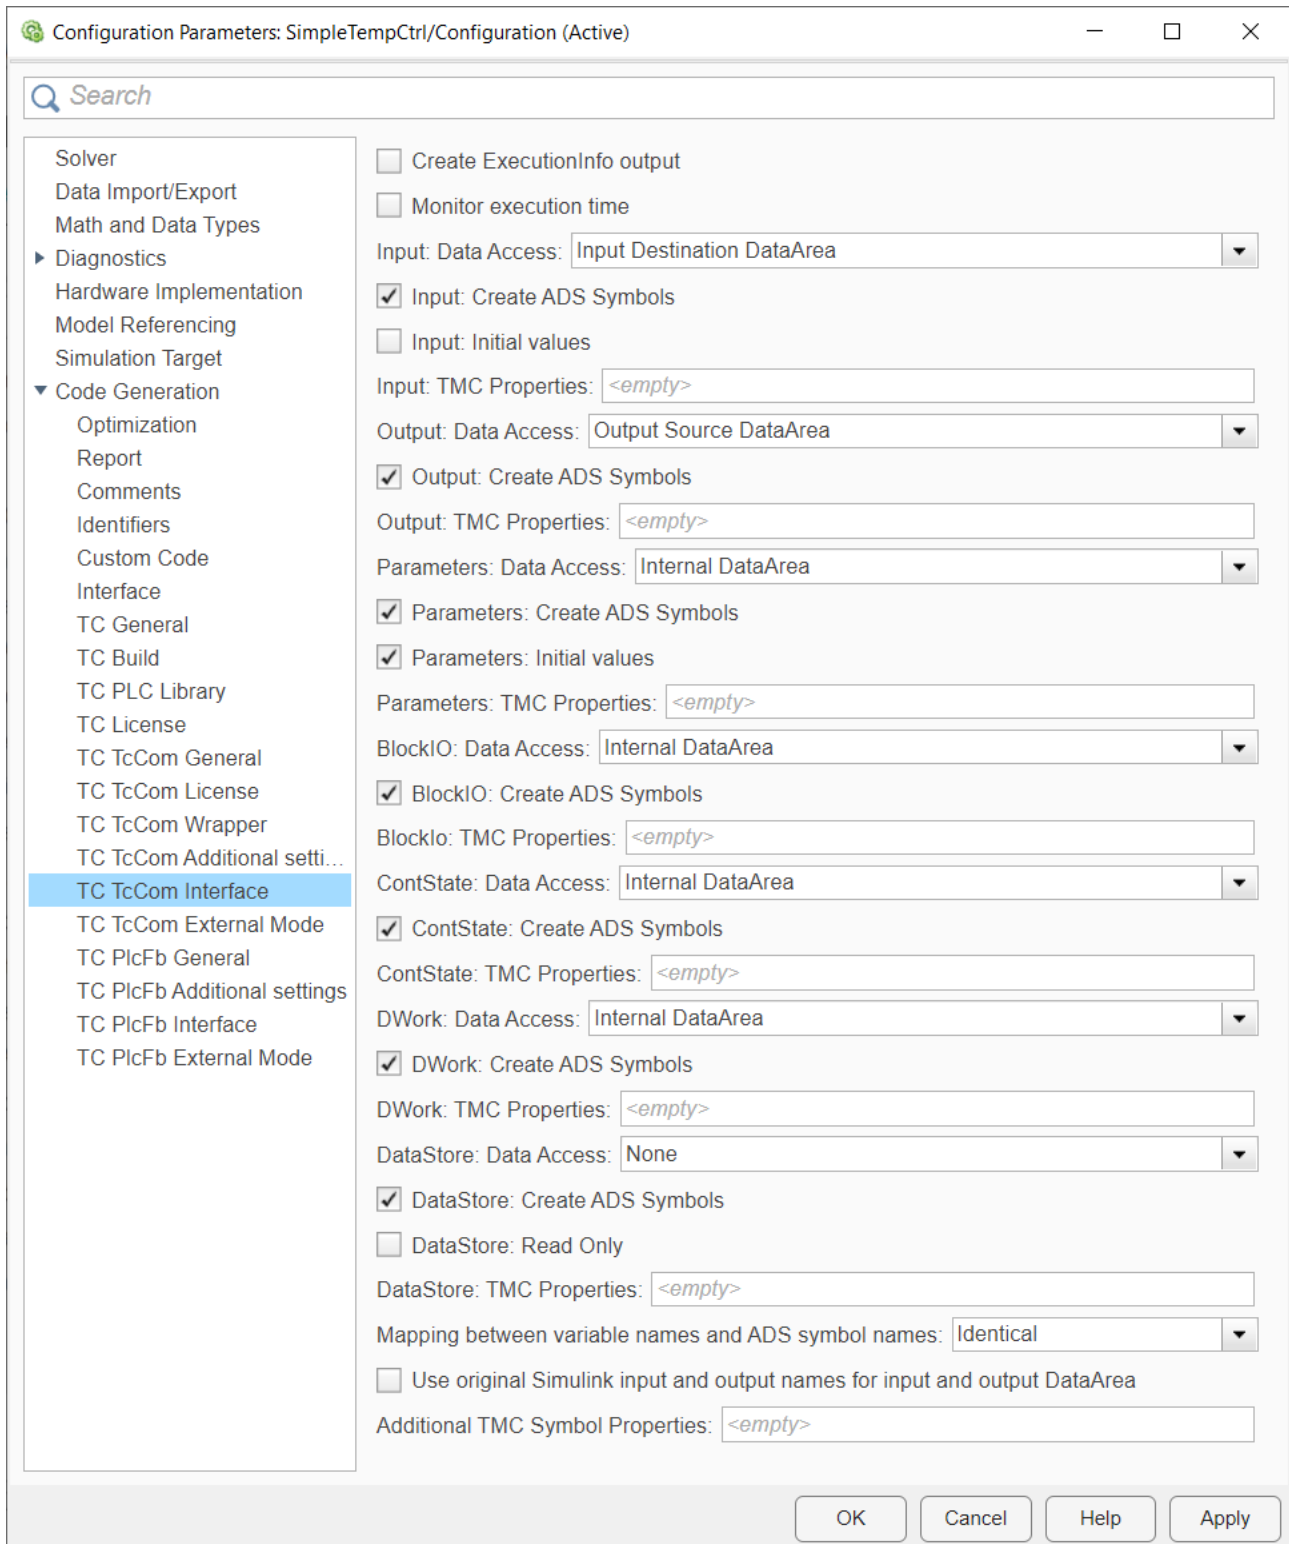 Configuration Parameters: SimpleTempCtrl/Configuration (Active)
Search
Solver
Data Import/Export
Math and Data Types
Diagnostics
Hardware Implementation
Model Referencing
Simulation Target
Code Generation
Optimization
Report
Comments
Identifiers
Custom Code
Interface
TC General
TC Build
TC PLC Library
TC License
TC TcCom General
TC TcCom License
TC TcCom Wrapper
TC TcCom Additional setti...
TC TcCom Interface
TC TcCom External Mode
TC PlcFb General
TC PlcFb Additional settings
TC PlcFb Interface
TC PlcFb External Mode
Create ExecutionInfo output
Monitor execution time
Input: Data Access: Input Destination DataArea
Input: Create ADS Symbols
Input: Initial values
Input: TMC Properties: <empty>
Output: Data Access: Output Source DataArea
Output: Create ADS Symbols
Output: TMC Properties: <empty>
Parameters: Data Access: Internal DataArea
Parameters: Create ADS Symbols
Parameters: Initial values
Parameters: TMC Properties: <empty>
BlockIO: Data Access: Internal DataArea
BlockIO: Create ADS Symbols
BlockIo: TMC Properties: <empty>
ContState: Data Access: Internal DataArea
ContState: Create ADS Symbols
ContState: TMC Properties: <empty>
DWork: Data Access: Internal DataArea
DWork: Create ADS Symbols
DWork: TMC Properties: <empty>
DataStore: Data Access: None
DataStore: Create ADS Symbols
DataStore: Read Only
DataStore: TMC Properties: <empty>
Mapping between variable names and ADS symbol names: Identical
Use original Simulink input and output names for input and output DataArea
Additional TMC Symbol Properties: <empty>
OK Cancel Help Apply